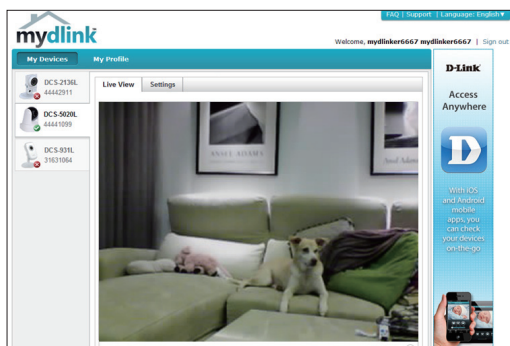 FAQ | Support | Language: English▼
mydlink
Welcome, mydlinker6667 mydlinker6667 | Sign out
My Devices
My Profile
DCS-2136L
44442911
DCS-5020L
44441099
DCS-931L
31631064
Live View
Settings
ANSEL ADAMS
D-Link
Access
Anywhere
D
With iOS
and Android
mobile
apps, you
can check
your devices
on-the-go.